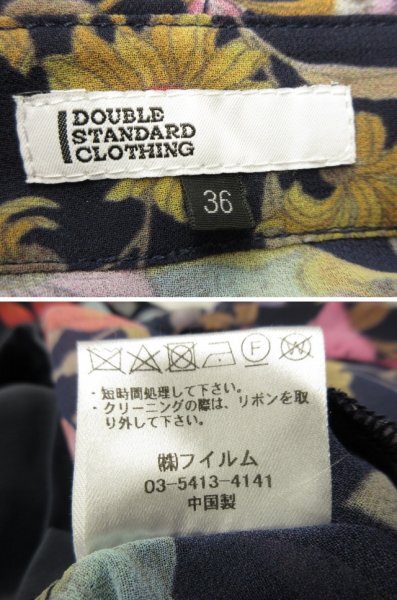 DOUBLE
STANDARD
CLOTHING
36
F W
・短時間処理して下さい。
・クリーニングの際は、リボンを取
り外して下さい。
㈱フイルム
03-5413-4141
中国製